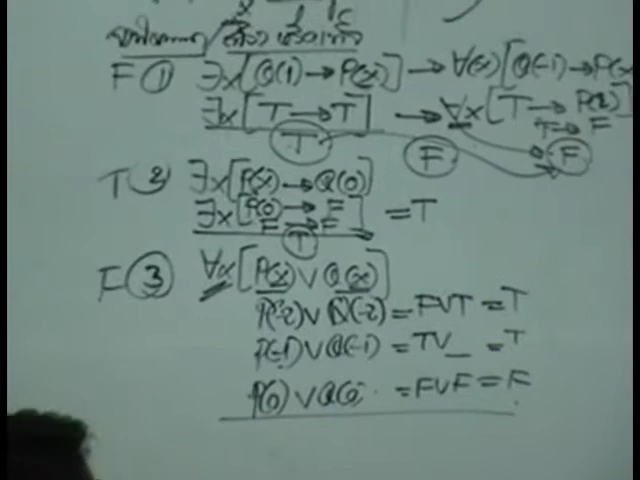 F ① ∃x[Q(1)→P(x)] → ∀(x)[Q(-1)→P(x
∃x[T→T] → ∀x[T→P(2)]
T→F
T F F
T 2 ∃x[P(x)→Q(0)]
∃x[P(0)→F] = T
F→F
T
F ③ ∀x[P(x)∨Q(x)]
P(-2)∨Q(-2) = F∨T = T
P(-1)∨Q(-1) = T∨_ = T
P(0)∨Q(0) = F∨F = F